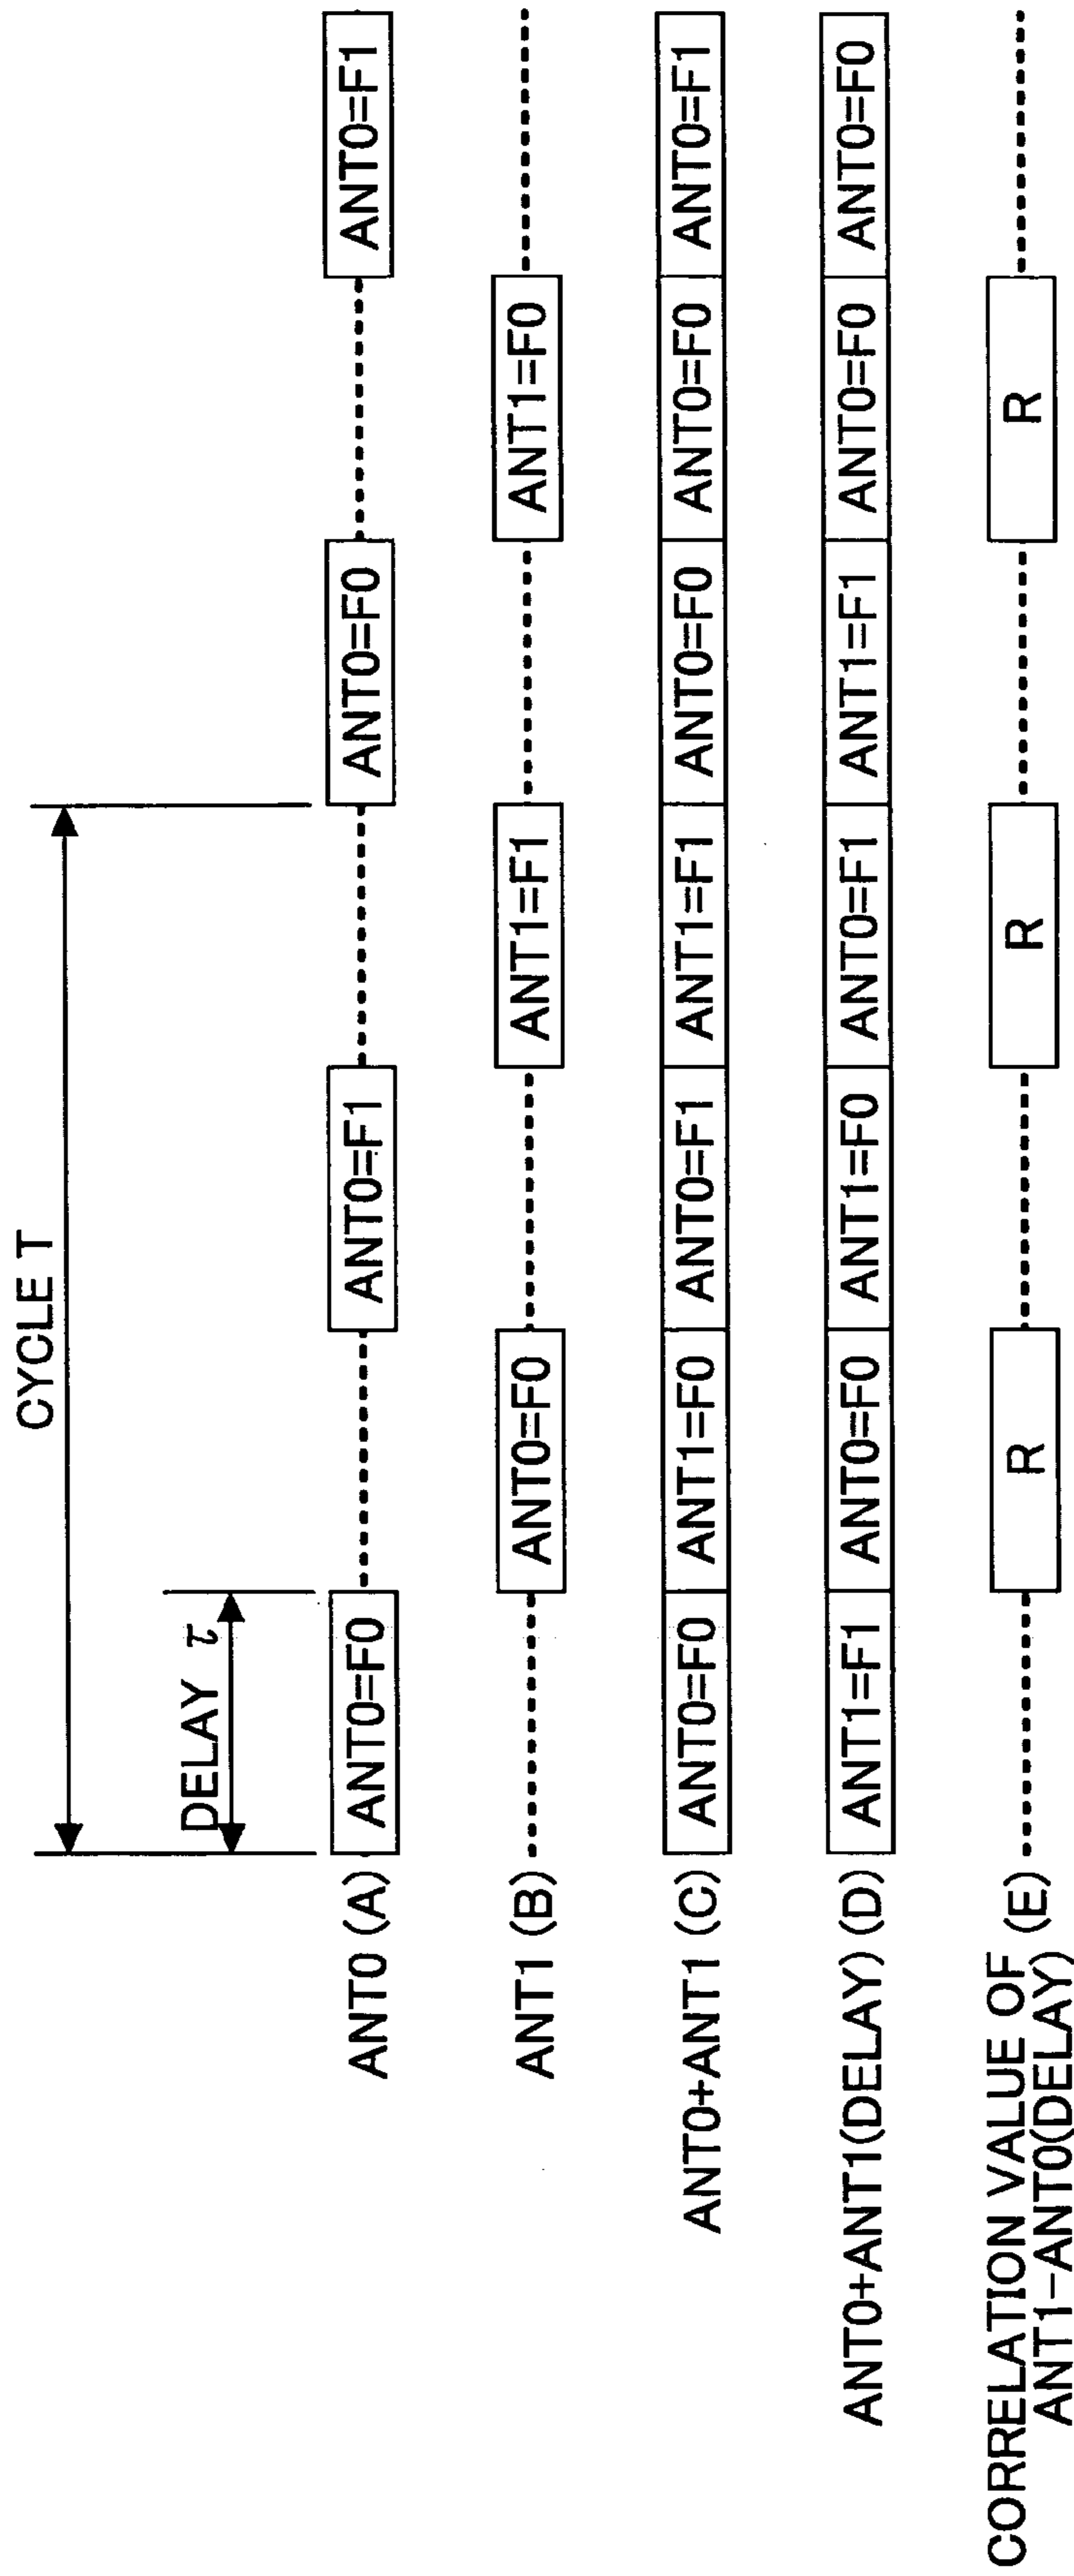 CYCLE T
DELAY τ
ANT0 (A) ANT0=F0 ANT0=F1 ANT0=F0 ANT0=F1
ANT1 (B) ANT0=F0 ANT1=F1 ANT1=F0
ANT0+ANT1 (C) ANT0=F0 ANT1=F0 ANT0=F1 ANT1=F1 ANT0=F0 ANT0=F0 ANT0=F1
ANT0+ANT1(DELAY) (D) ANT1=F1 ANT0=F0 ANT1=F0 ANT0=F1 ANT1=F1 ANT0=F0 ANT0=F0
CORRELATION VALUE OF
ANT1-ANT0(DELAY) (E) R R R